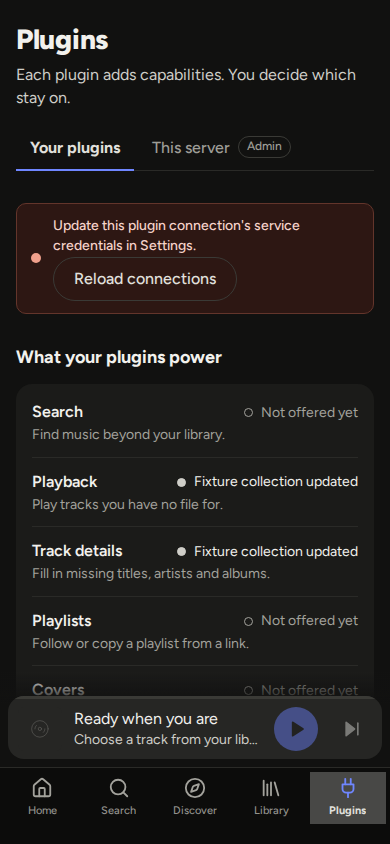 Plugins
Each plugin adds capabilities. You decide which
stay on.
Your plugins
This server
Admin
Update this plugin connection's service
credentials in Settings.
Reload connections
What your plugins power
Search
Not offered yet
Find music beyond your library.
Playback
Fixture collection updated
Play tracks you have no file for.
Track details
Fixture collection updated
Fill in missing titles, artists and albums.
Playlists
Not offered yet
Follow or copy a playlist from a link.
Covers
Not offered yet
Ready when you are
Choose a track from your lib…
Home
Search
Discover
Library
Plugins